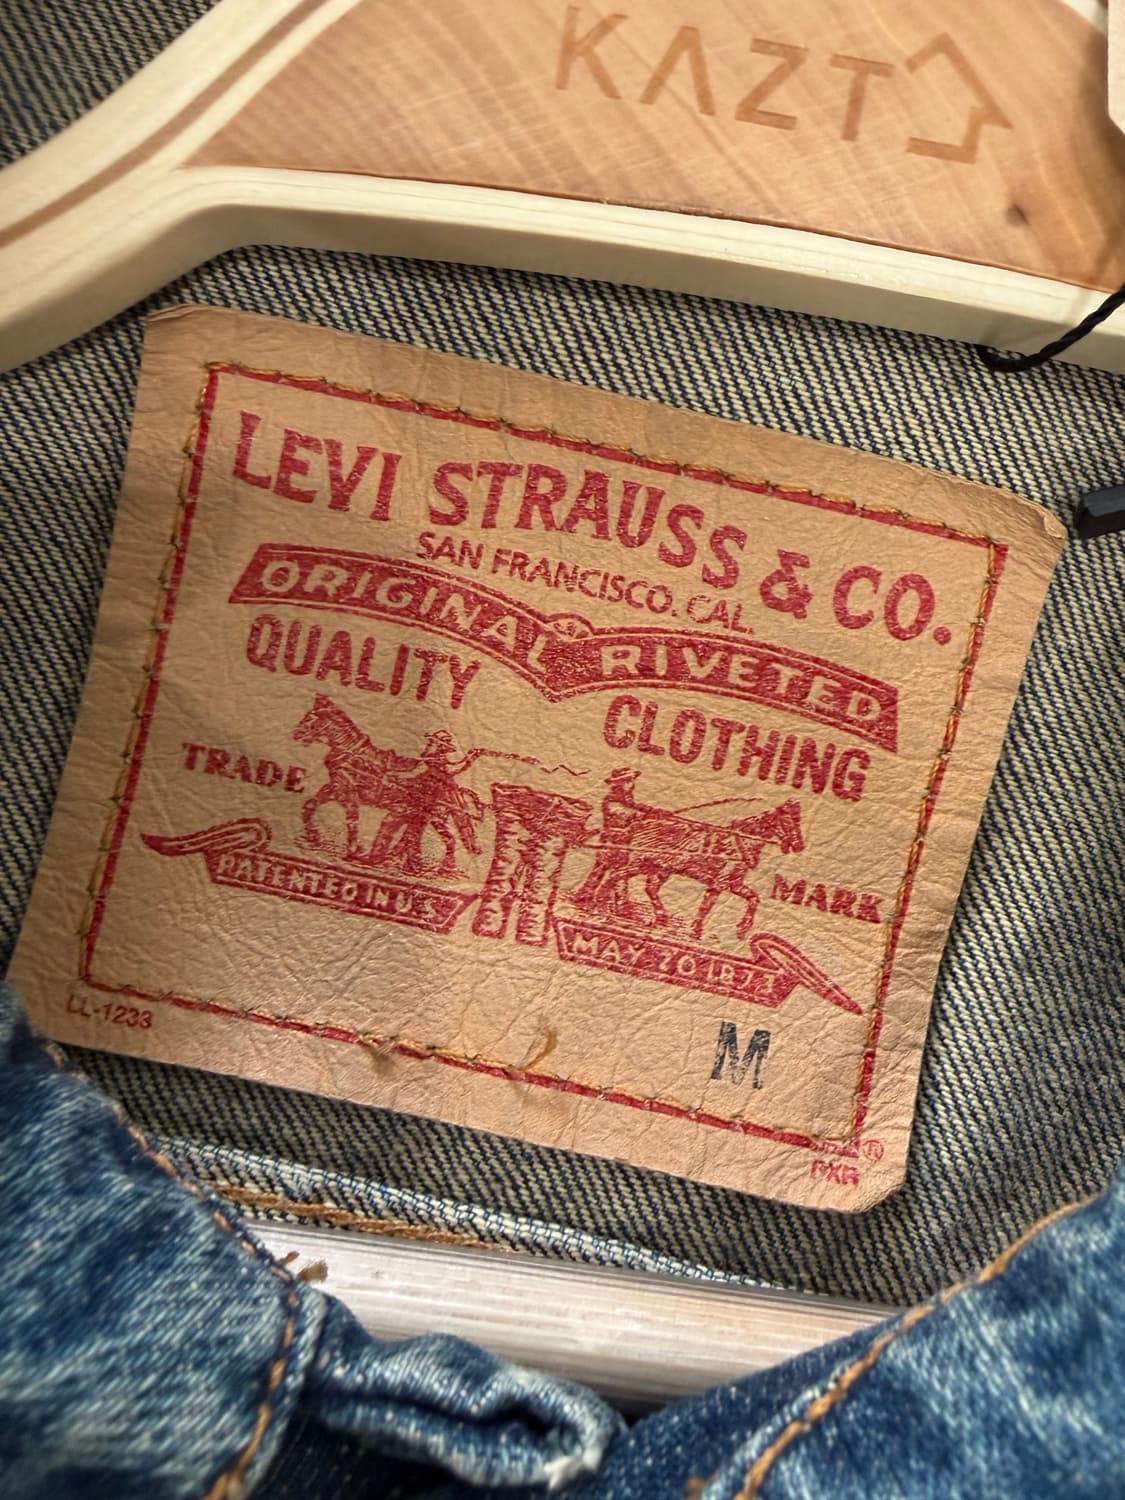 KAZT
LEVI STRAUSS & CO.
SAN FRANCISCO. CAL.
ORIGINAL RIVETED
QUALITY CLOTHING
TRADE MARK
PATENTED IN U.S.
MAY 20 1873
LL-1233
M
®